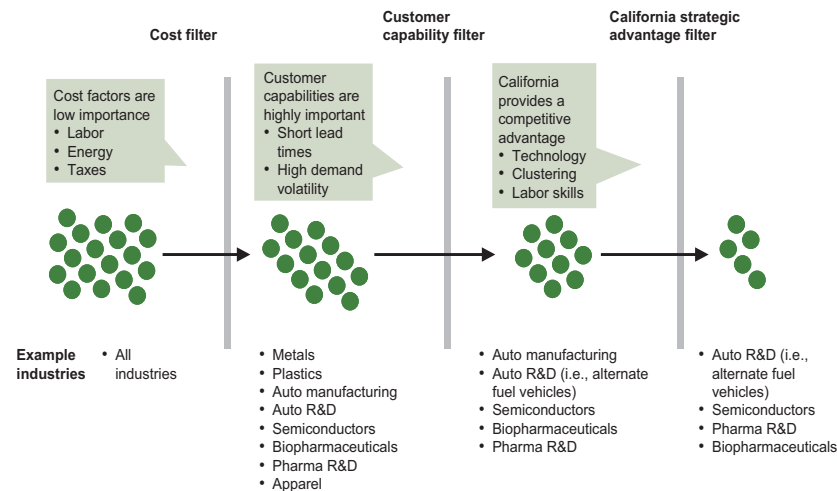 Cost filter
Customer
capability filter
California strategic
advantage filter
Cost factors are
low importance
• Labor
• Energy
• Taxes
Customer
capabilities are
highly important
• Short lead
times
• High demand
volatility
California
provides a
competitive
advantage
• Technology
• Clustering
• Labor skills
Example
industries
• All
industries
• Metals
• Plastics
• Auto manufacturing
• Auto R&D
• Semiconductors
• Biopharmaceuticals
• Pharma R&D
• Apparel
• Auto manufacturing
• Auto R&D (i.e., alternate
fuel vehicles)
• Semiconductors
• Biopharmaceuticals
• Pharma R&D
• Auto R&D (i.e.,
alternate fuel
vehicles)
• Semiconductors
• Pharma R&D
• Biopharmaceuticals